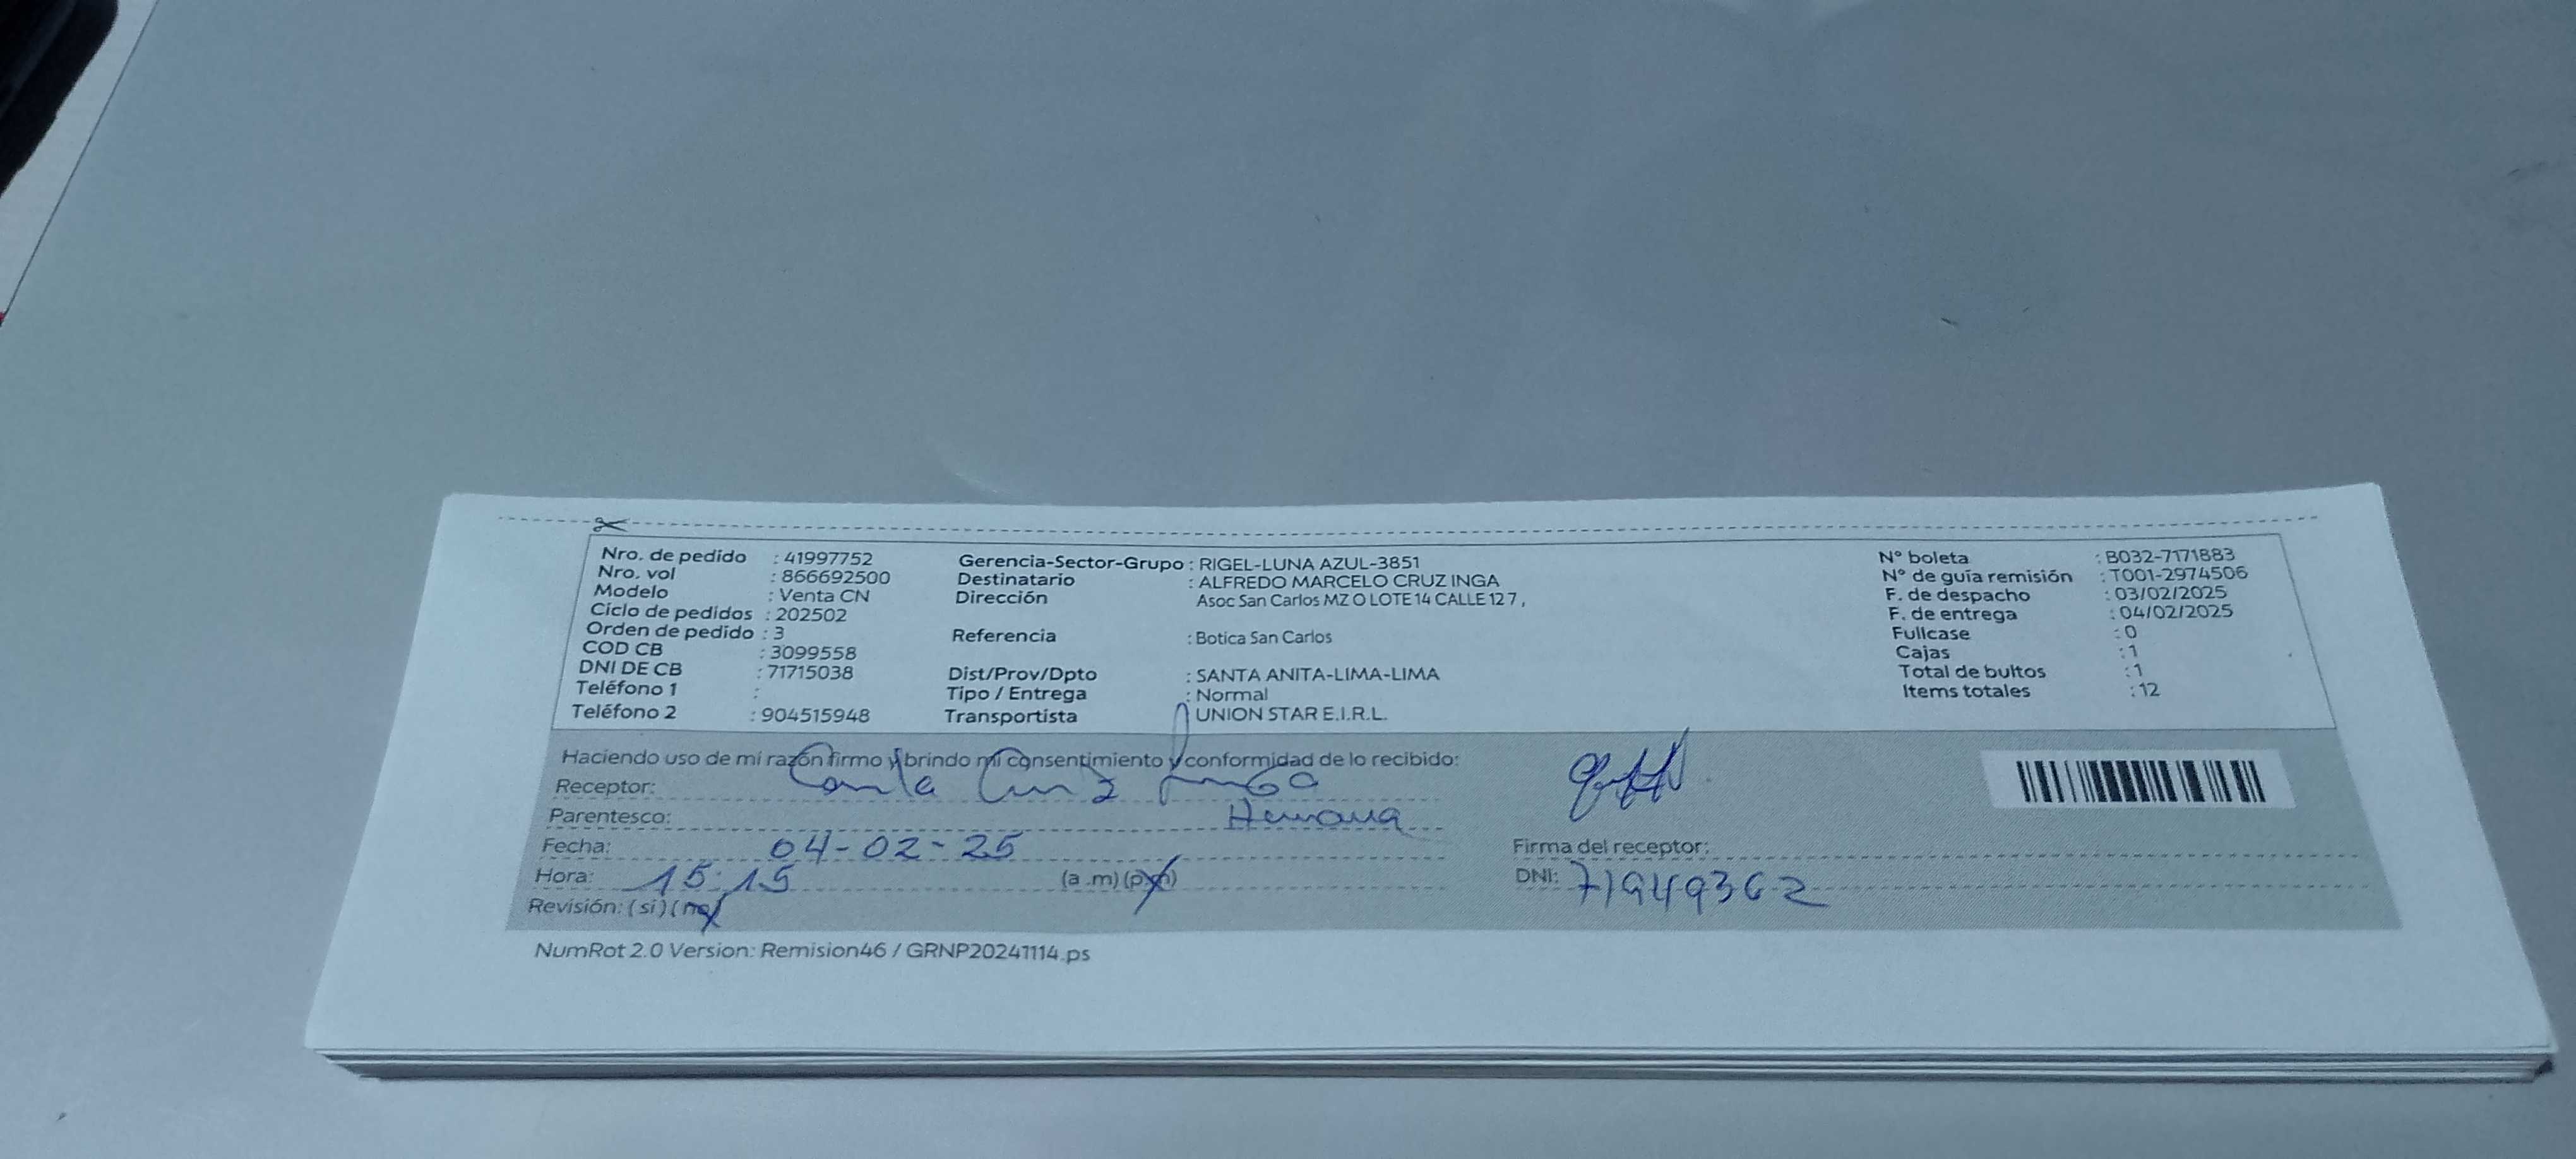 Nro. de pedido : 41997752
Nro. vol : 866692500
Modelo : Venta CN
Ciclo de pedidos : 202502
Orden de pedido : 3
COD CB : 3099558
DNI DE CB : 71715038
Teléfono 1 :
Teléfono 2 : 904515948
Gerencia-Sector-Grupo : RIGEL-LUNA AZUL-3851
Destinatario : ALFREDO MARCELO CRUZ INGA
Dirección Asoc San Carlos MZ O LOTE 14 CALLE 12 7 ,
Referencia : Botica San Carlos
Dist/Prov/Dpto : SANTA ANITA-LIMA-LIMA
Tipo / Entrega : Normal
Transportista : UNION STAR E.I.R.L.
N° boleta : B032-7171883
N° de guía remisión : T001-2974506
F. de despacho : 03/02/2025
F. de entrega : 04/02/2025
Fullcase : 0
Cajas : 1
Total de bultos : 1
Items totales : 12
Haciendo uso de mi razón firmo y brindo mi consentimiento y conformidad de lo recibido:
Receptor: Cruz Inga
Parentesco: Hermana
Fecha: 04-02-25
Hora: 15:15 (a .m) (p.m)
Revisión: (si) (no)
Firma del receptor:
DNI: 71949362
NumRot 2.0 Version: Remision46 / GRNP20241114.ps